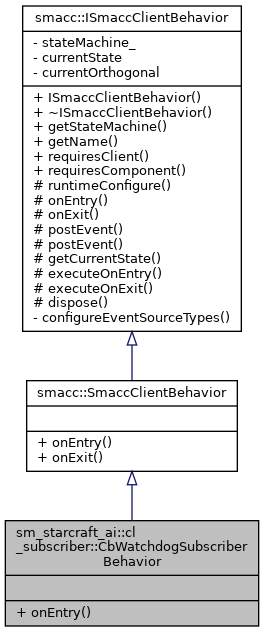 smacc::ISmaccClientBehavior
- stateMachine_
- currentState
- currentOrthogonal
+ ISmaccClientBehavior()
+ ~ISmaccClientBehavior()
+ getStateMachine()
+ getName()
+ requiresClient()
+ requiresComponent()
# runtimeConfigure()
# onEntry()
# onExit()
# postEvent()
# postEvent()
# getCurrentState()
# executeOnEntry()
# executeOnExit()
# dispose()
- configureEventSourceTypes()
smacc::SmaccClientBehavior
+ onEntry()
+ onExit()
sm_starcraft_ai::cl
_subscriber::CbWatchdogSubscriber
Behavior
+ onEntry()